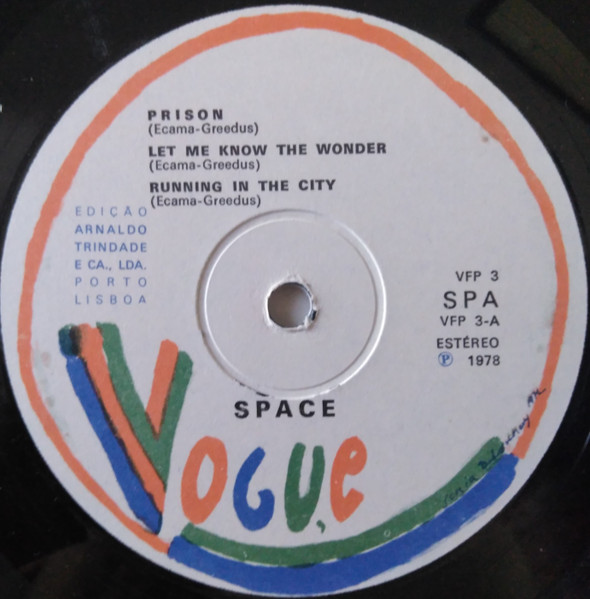 PRISON
(Ecama-Greedus)
LET ME KNOW THE WONDER
(Ecama-Greedus)
RUNNING IN THE CITY
(Ecama-Greedus)
EDIÇÃO
ARNALDO
TRINDADE
E CA., LDA.
PORTO
LISBOA
VFP 3
SPA
VFP 3-A
ESTÉREO
Ⓟ 1978
SPACE
VOGUE